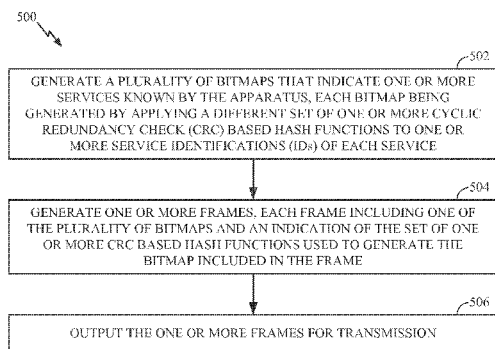 500
502
GENERATE A PLURALITY OF BITMAPS THAT INDICATE ONE OR MORE
SERVICES KNOWN BY THE APPARATUS, EACH BITMAP BEING
GENERATED BY APPLYING A DIFFERENT SET OF ONE OR MORE CYCLIC
REDUNDANCY CHECK (CRC) BASED HASH FUNCTIONS TO ONE OR
MORE SERVICE IDENTIFICATIONS (IDs) OF EACH SERVICE
504
GENERATE ONE OR MORE FRAMES, EACH FRAME INCLUDING ONE OF
THE PLURALITY OF BITMAPS AND AN INDICATION OF THE SET OF ONE
OR MORE CRC BASED HASH FUNCTIONS USED TO GENERATE THE
BITMAP INCLUDED IN THE FRAME
506
OUTPUT THE ONE OR MORE FRAMES FOR TRANSMISSION